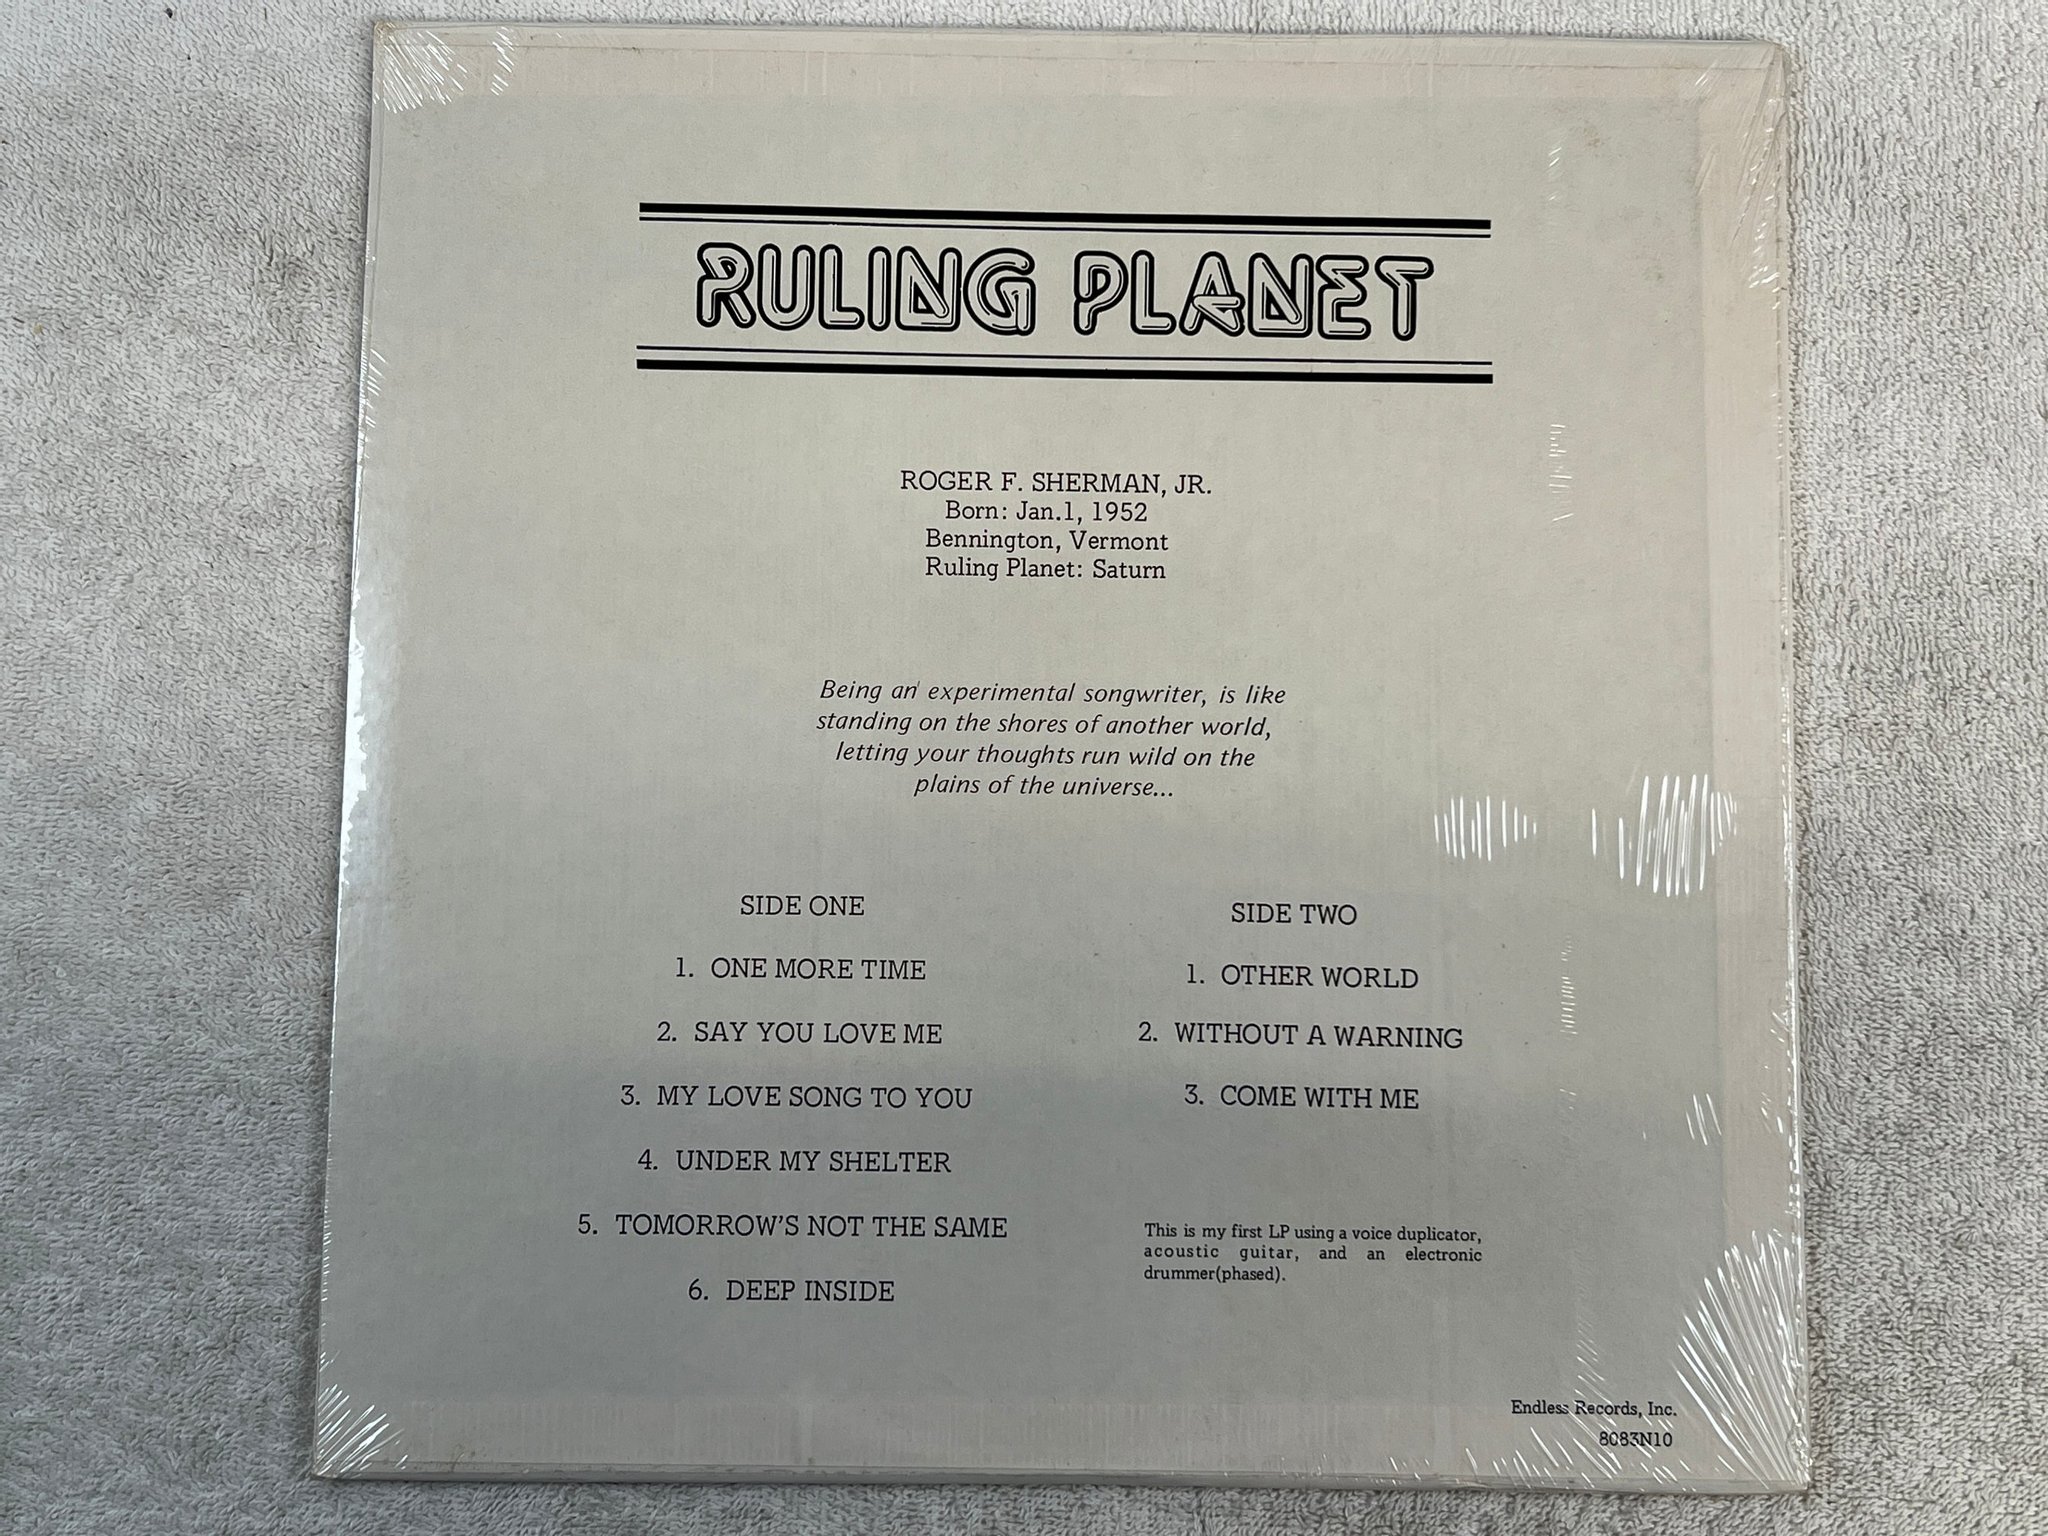 RULING PLANET
ROGER F. SHERMAN, JR.
Born: Jan.1, 1952
Bennington, Vermont
Ruling Planet: Saturn
Being an experimental songwriter, is like
standing on the shores of another world,
letting your thoughts run wild on the
plains of the universe...
SIDE ONE
1. ONE MORE TIME
2. SAY YOU LOVE ME
3. MY LOVE SONG TO YOU
4. UNDER MY SHELTER
5. TOMORROW'S NOT THE SAME
6. DEEP INSIDE
SIDE TWO
1. OTHER WORLD
2. WITHOUT A WARNING
3. COME WITH ME
This is my first LP using a voice duplicator,
acoustic guitar, and an electronic
drummer(phased).
Endless Records, Inc.
8083N10